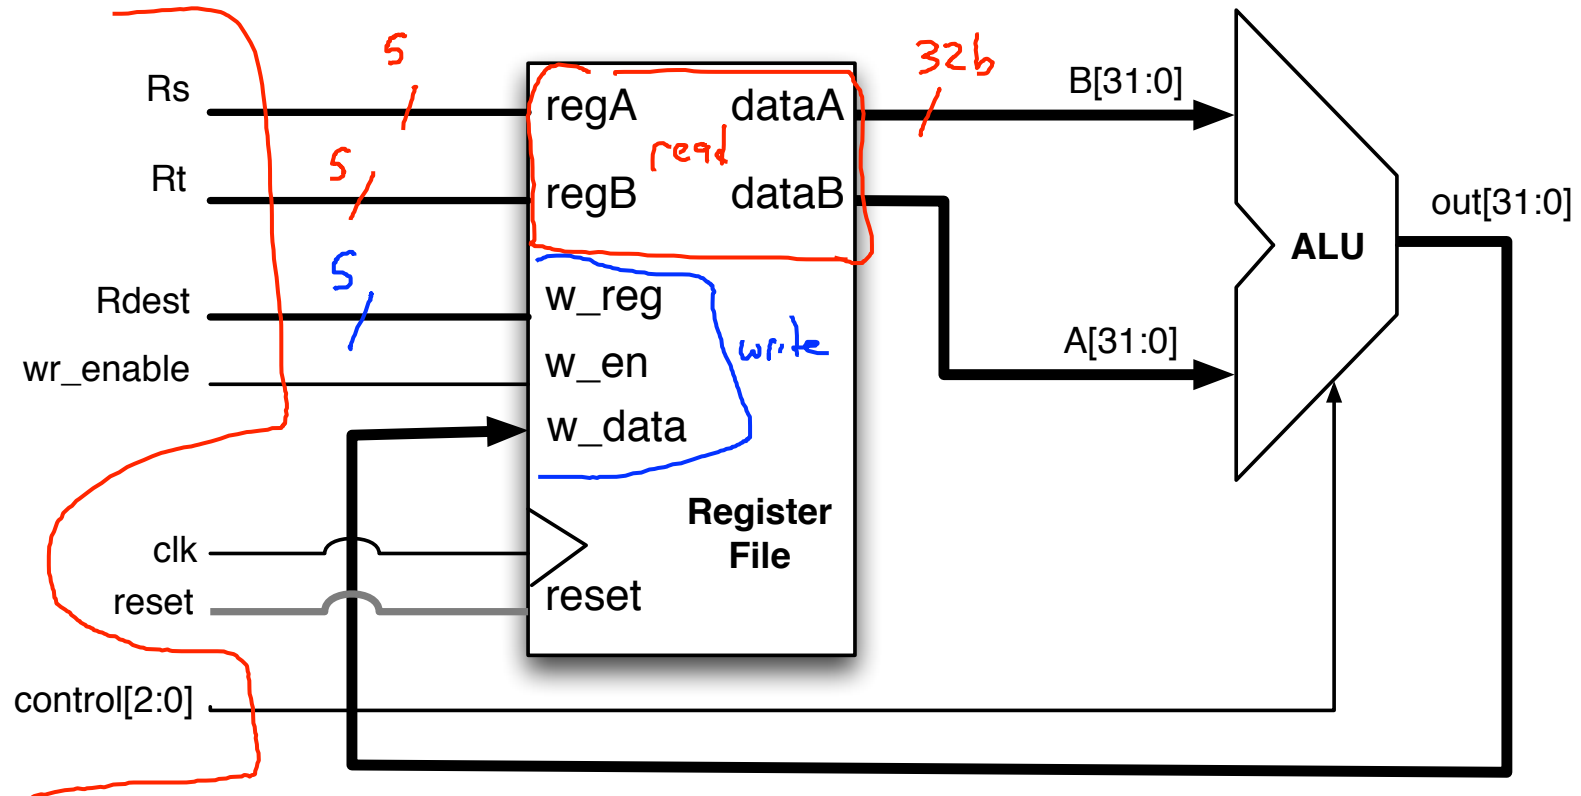 5
32b
Rs
regA
dataA
B[31:0]
read
5
Rt
regB
dataB
out[31:0]
ALU
5
Rdest
w_reg
write
A[31:0]
wr_enable
w_en
w_data
Register
File
clk
reset
reset
control[2:0]